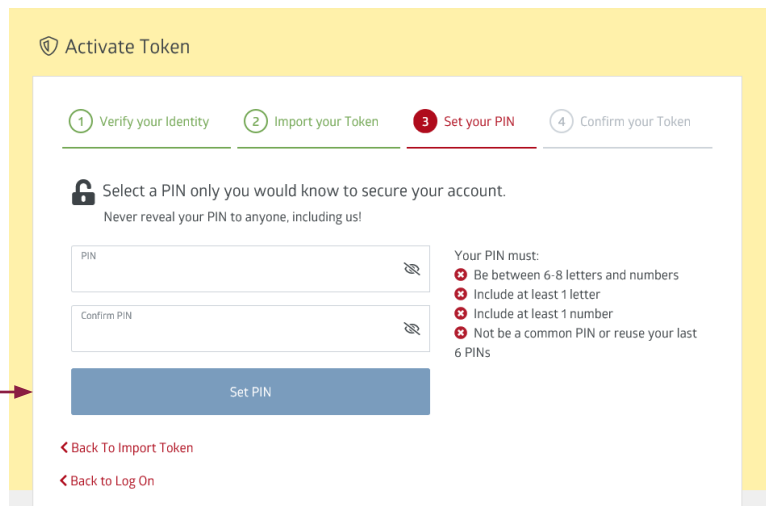 Activate Token
1 Verify your Identity 2 Import your Token 3 Set your PIN 4 Confirm your Token
Select a PIN only you would know to secure your account.
Never reveal your PIN to anyone, including us!
PIN
Confirm PIN
Your PIN must:
Be between 6-8 letters and numbers
Include at least 1 letter
Include at least 1 number
Not be a common PIN or reuse your last
6 PINs
Set PIN
Back To Import Token
Back to Log On